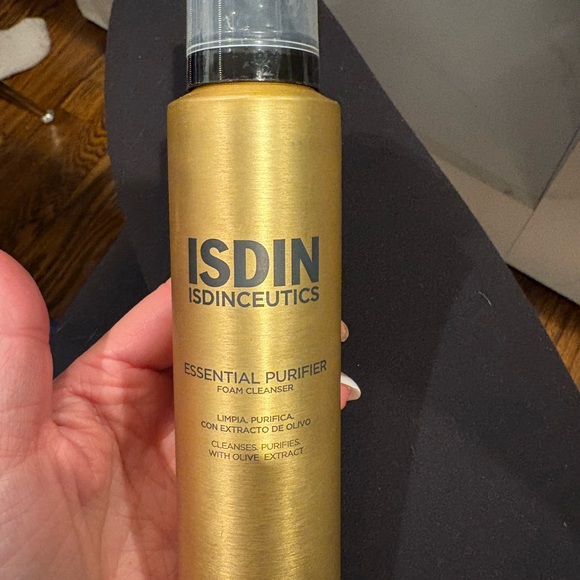 ISDIN
ISDINCEUTICS
ESSENTIAL PURIFIER
FOAM CLEANSER
LIMPIA, PURIFICA.
CON EXTRACTO DE OLIVO
CLEANSES, PURIFIES.
WITH OLIVE EXTRACT